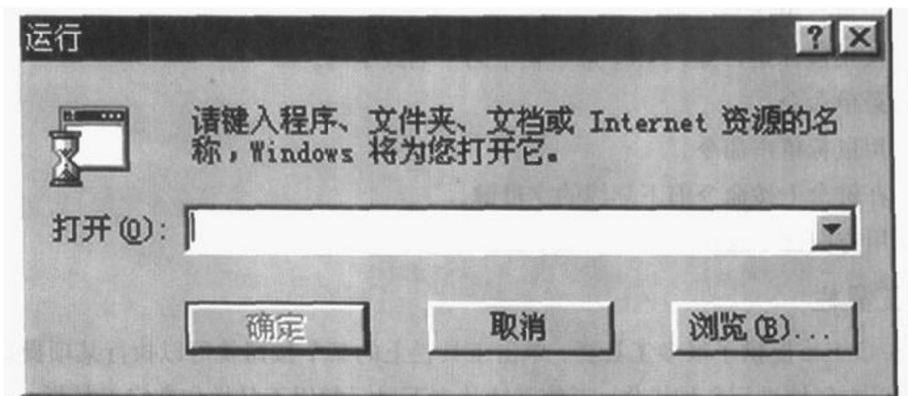 运行
请键入程序、文件夹、文档或 Internet 资源的名
称，Windows 将为您打开它。
打开(O):
确定
取消
浏览(B)...